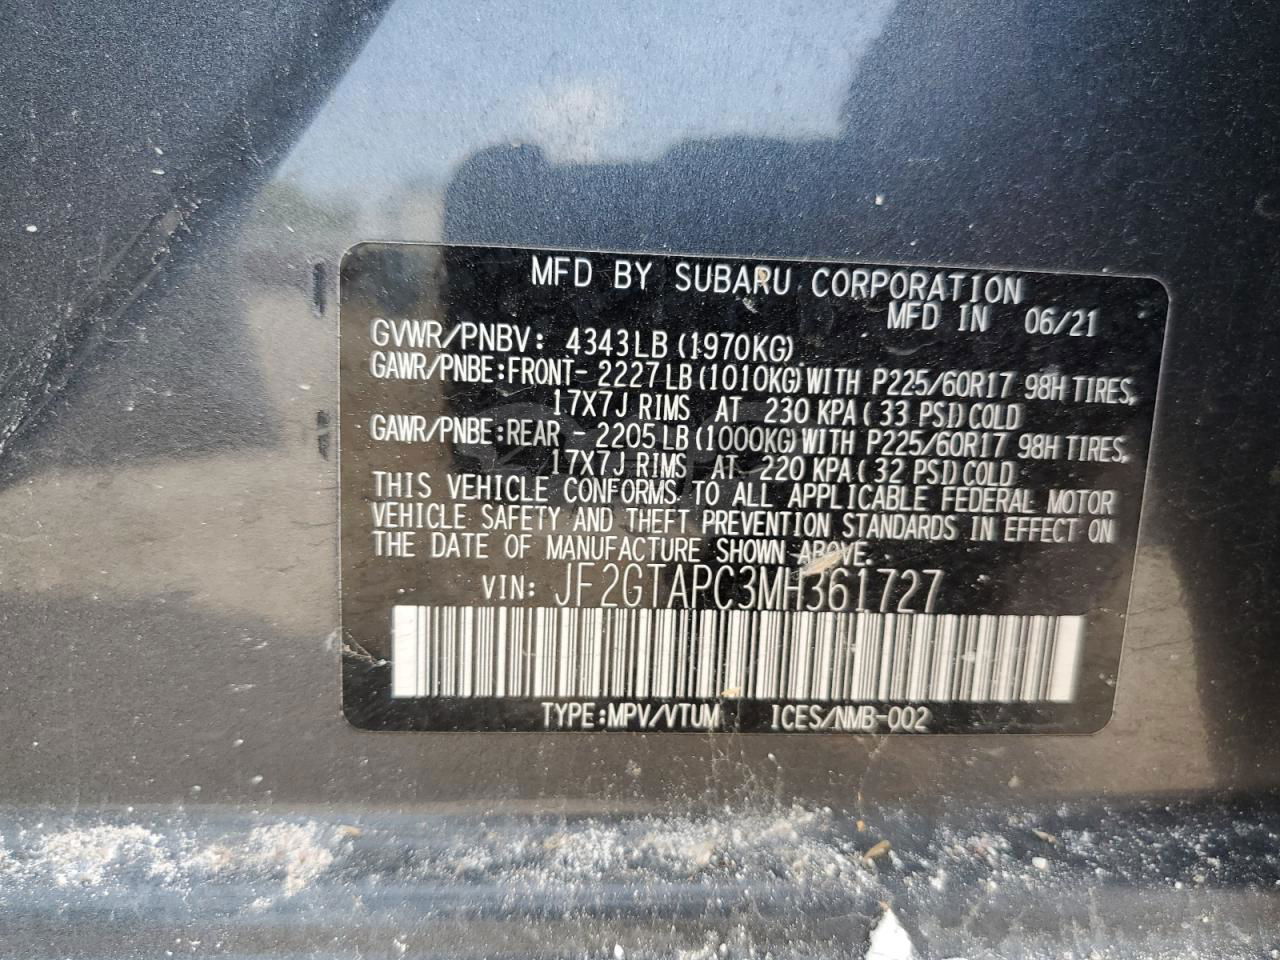 MFD BY SUBARU CORPORATION
MFD IN 06/21
GVWR/PNBV: 4343LB (1970KG)
GAWR/PNBE:FRONT- 2227LB(1010KG)WITH P225/60R17 98H TIRES,
17X7J RIMS AT 230 KPA(33 PSI)COLD
GAWR/PNBE:REAR - 2205LB(1000KG)WITH P225/60R17 98H TIRES,
17X7J RIMS AT 220 KPA(32 PSI)COLD
THIS VEHICLE CONFORMS TO ALL APPLICABLE FEDERAL MOTOR
VEHICLE SAFETY AND THEFT PREVENTION STANDARDS IN EFFECT ON
THE DATE OF MANUFACTURE SHOWN ABOVE.
VIN: JF2GTAPC3MH361727
TYPE:MPV/VTUM ICES/NMB-002